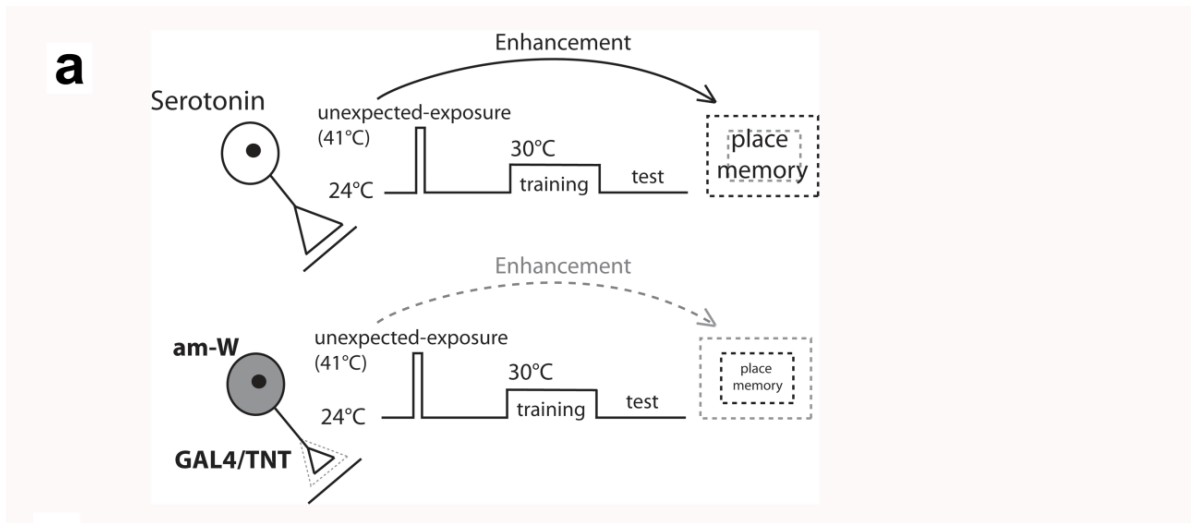 a
Enhancement
Serotonin
unexpected-exposure
(41°C)
30°C
24°C
training
test
place
memory
Enhancement
am-W
unexpected-exposure
(41°C)
30°C
24°C
training
test
place
memory
GAL4/TNT